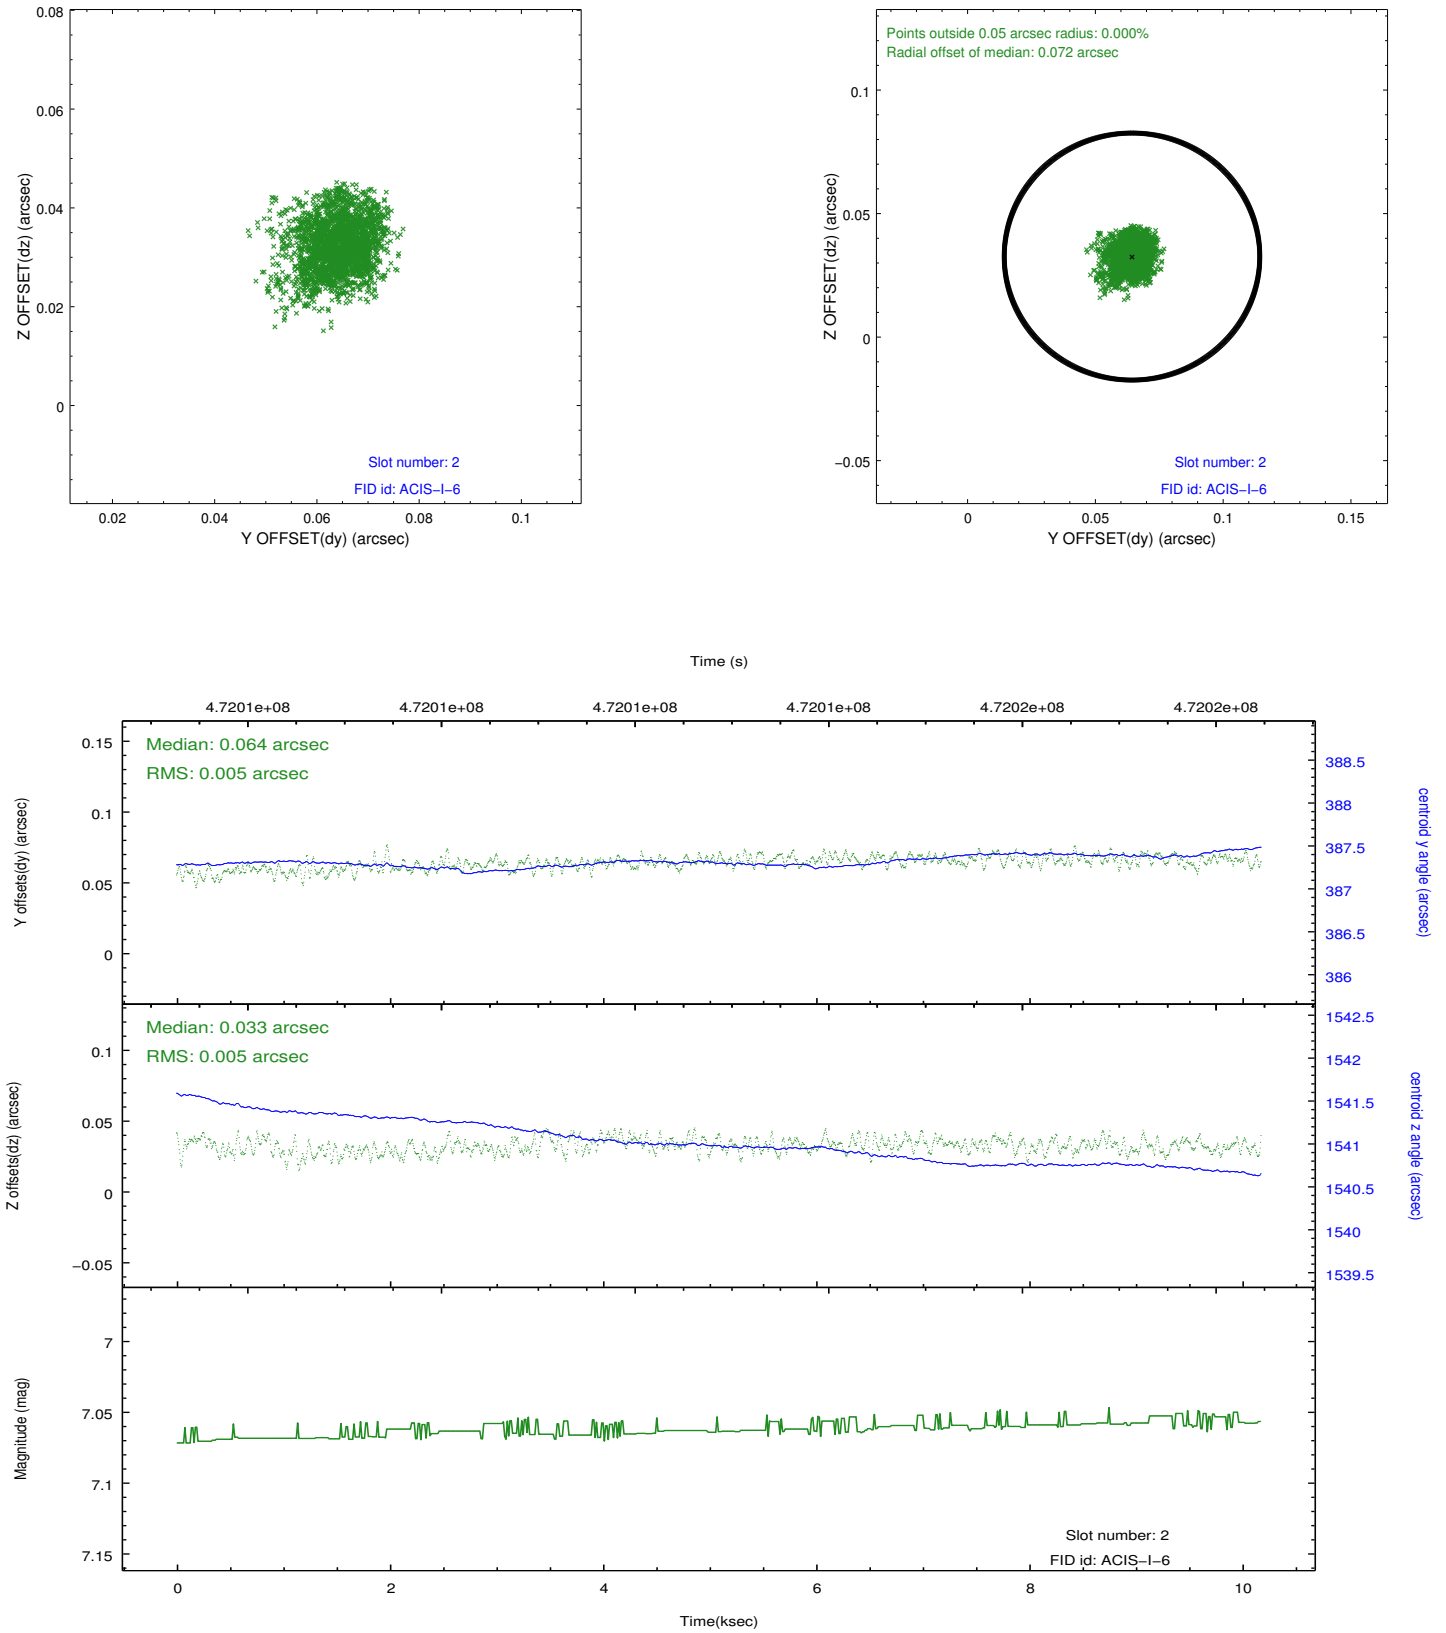 0.08
0.06
0.04
0.02
0
Z OFFSET(dz) (arcsec)
Slot number: 2
FID id: ACIS−I−6
0.02 0.04 0.06 0.08 0.1
Y OFFSET(dy) (arcsec)
Points outside 0.05 arcsec radius: 0.000%
Radial offset of median: 0.072 arcsec
0.1
0.05
0
−0.05
Z OFFSET(dz) (arcsec)
Slot number: 2
FID id: ACIS−I−6
0 0.05 0.1 0.15
Y OFFSET(dy) (arcsec)
Time (s)
4.7201e+08 4.7201e+08 4.7201e+08 4.7201e+08 4.7202e+08 4.7202e+08
Median: 0.064 arcsec
RMS: 0.005 arcsec
0.15
0.1
0.05
0
Y offsets(dy) (arcsec)
388.5
388
387.5
387
386.5
386
centroid y angle (arcsec)
Median: 0.033 arcsec
RMS: 0.005 arcsec
0.1
0.05
0
−0.05
Z offsets(dz) (arcsec)
1542.5
1542
1541.5
1541
1540.5
1540
1539.5
centroid z angle (arcsec)
7
7.05
7.1
7.15
Magnitude (mag)
Slot number: 2
FID id: ACIS−I−6
0 2 4 6 8 10
Time(ksec)